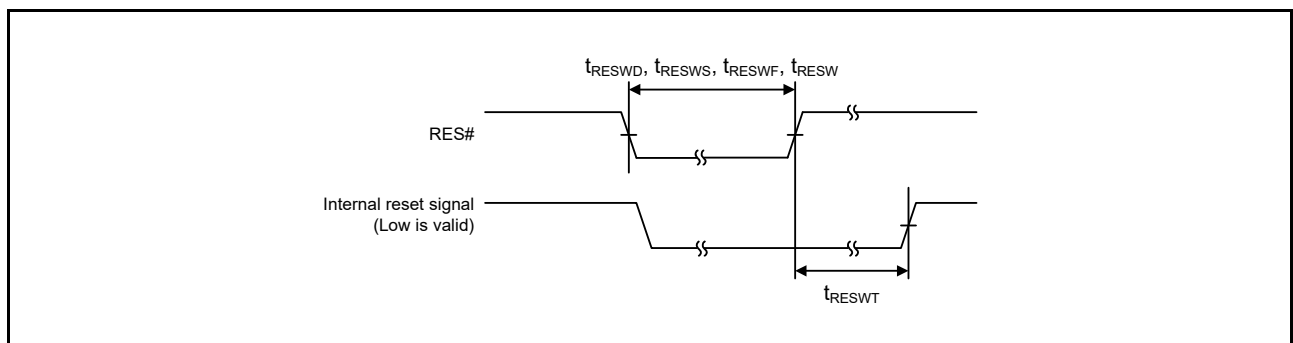 tRESWD, tRESWS, tRESWF, tRESW
RES#
Internal reset signal
(Low is valid)
tRESWT